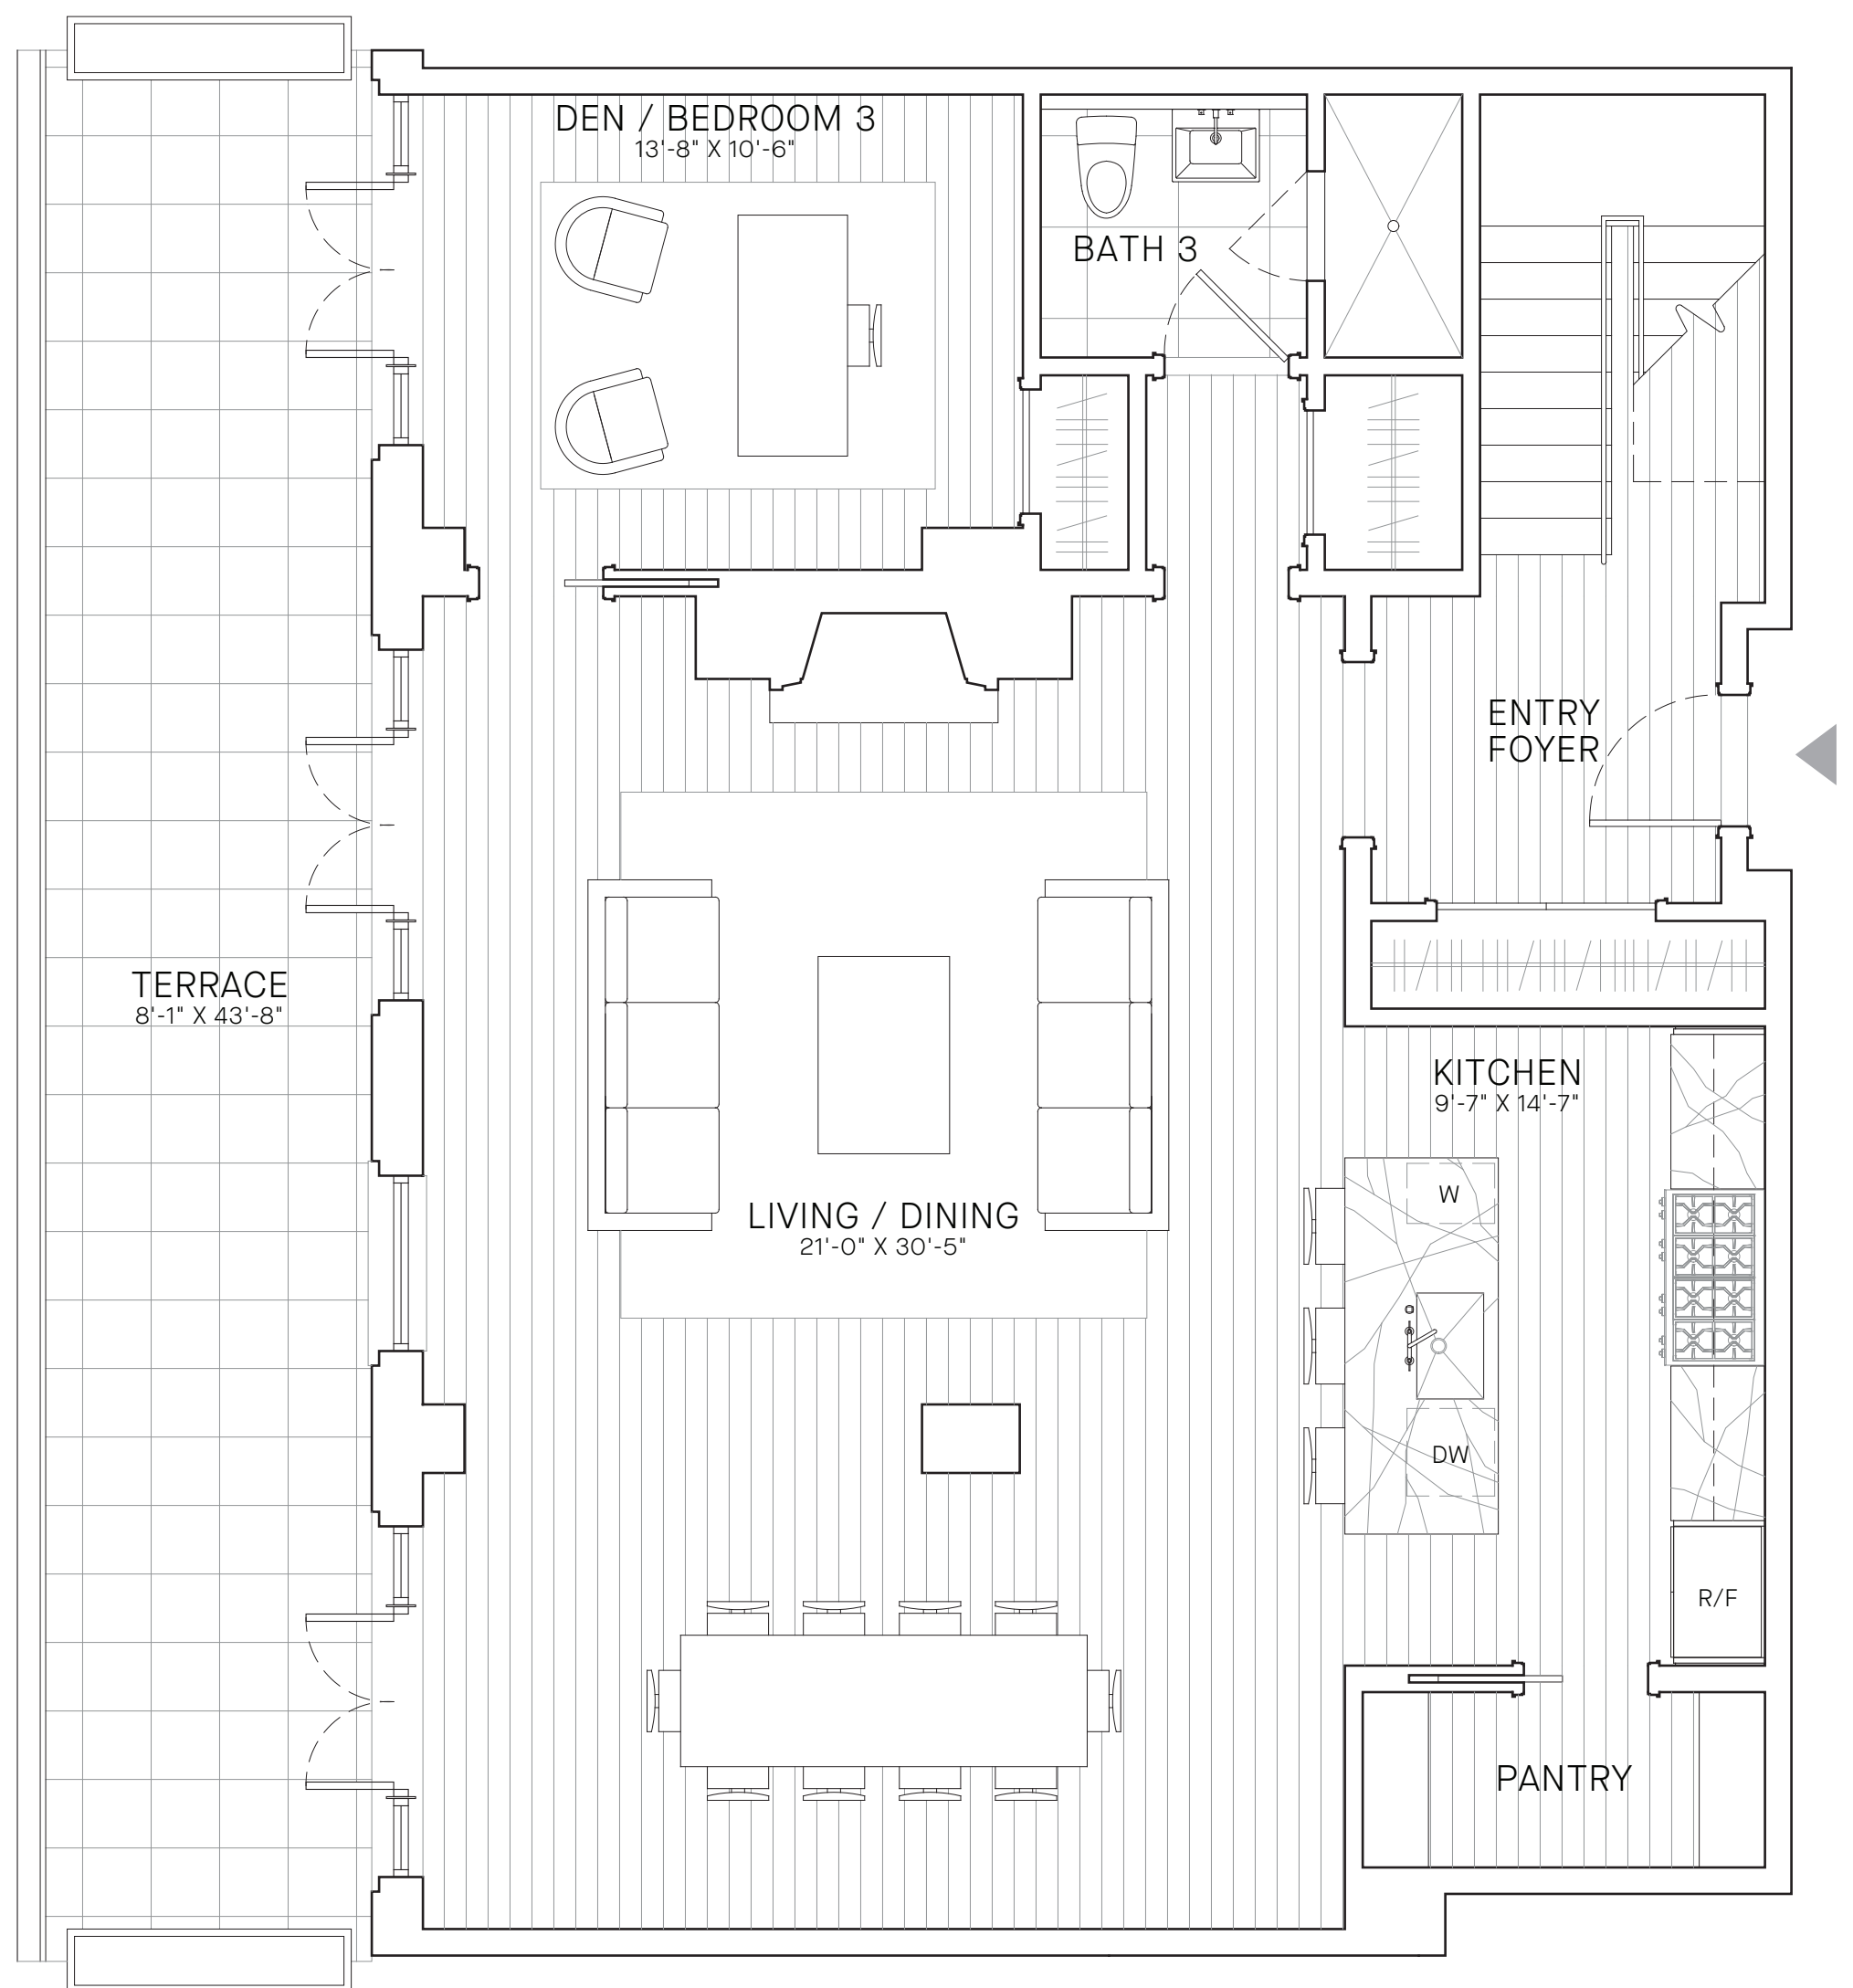 DEN / BEDROOM 3
13'-8" X 10'-6"
BATH 3
ENTRY
FOYER
TERRACE
8'-1" X 43'-8"
KITCHEN
9'-7" X 14'-7"
W
LIVING / DINING
21'-0" X 30'-5"
DW
R/F
PANTRY